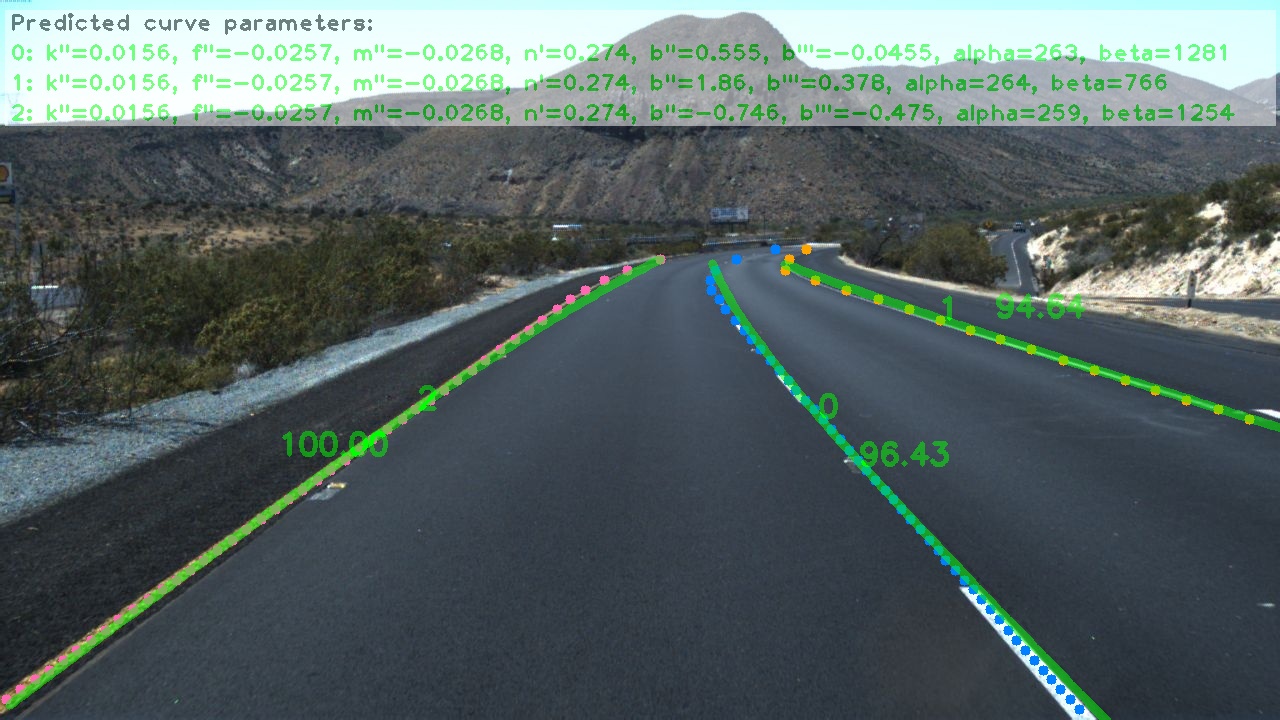 Predicted curve parameters:
0: k''=0.0156, f''=-0.0257, m''=-0.0268, n'=0.274, b''=0.555, b'''=-0.0455, alpha=263, beta=1281
1: k''=0.0156, f''=-0.0257, m''=-0.0268, n'=0.274, b''=1.86, b'''=0.378, alpha=264, beta=766
2: k''=0.0156, f''=-0.0257, m''=-0.0268, n'=0.274, b''=-0.746, b'''=-0.475, alpha=259, beta=1254
1 94.64
2
0
100.00
96.43